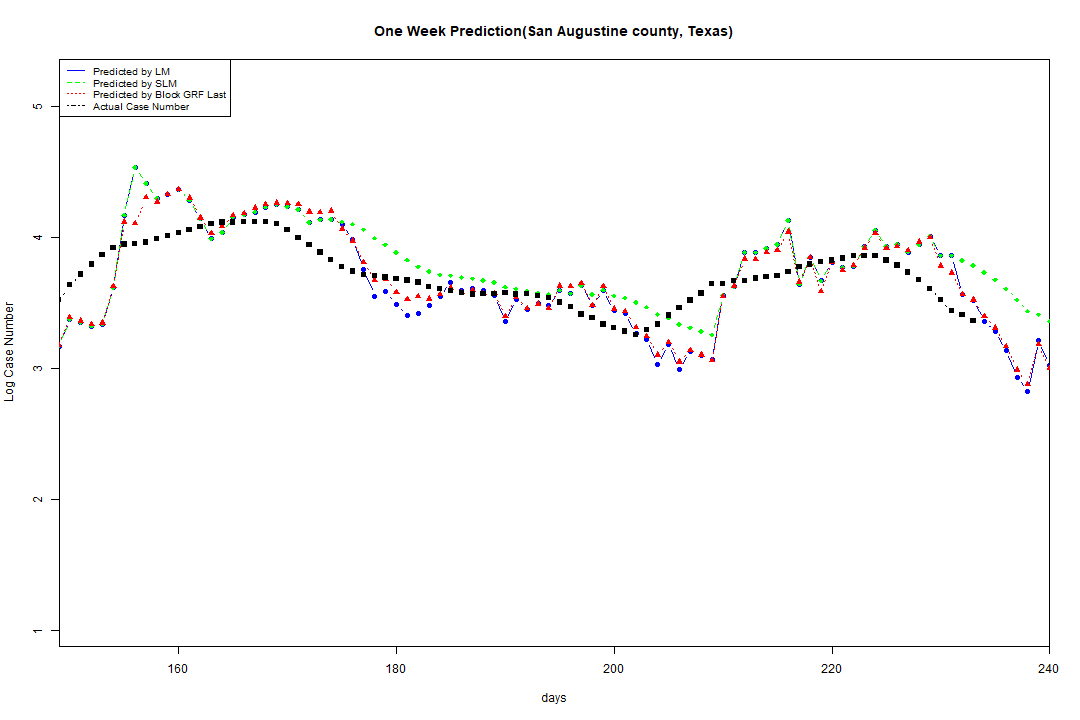 One Week Prediction(San Augustine county, Texas)
Predicted by LM
Predicted by SLM
Predicted by Block GRF Last
Actual Case Number
5
4
3
2
1
Log Case Number
160 180 200 220 240
days